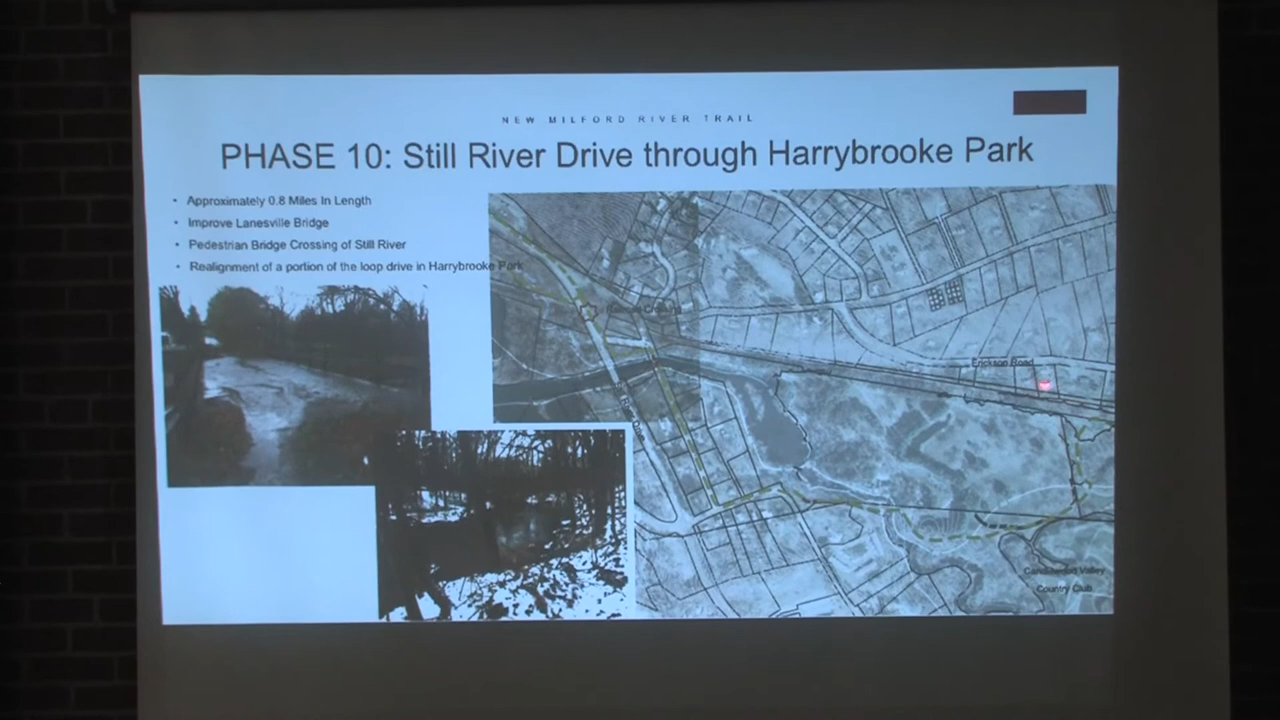 NEW MILFORD RIVER TRAIL
PHASE 10: Still River Drive through Harrybrooke Park
• Approximately 0.8 Miles In Length
• Improve Lanesville Bridge
• Pedestrian Bridge Crossing of Still River
• Realignment of a portion of the loop drive in Harrybrooke Park
Erickson Road
Candlewood Valley
Country Club